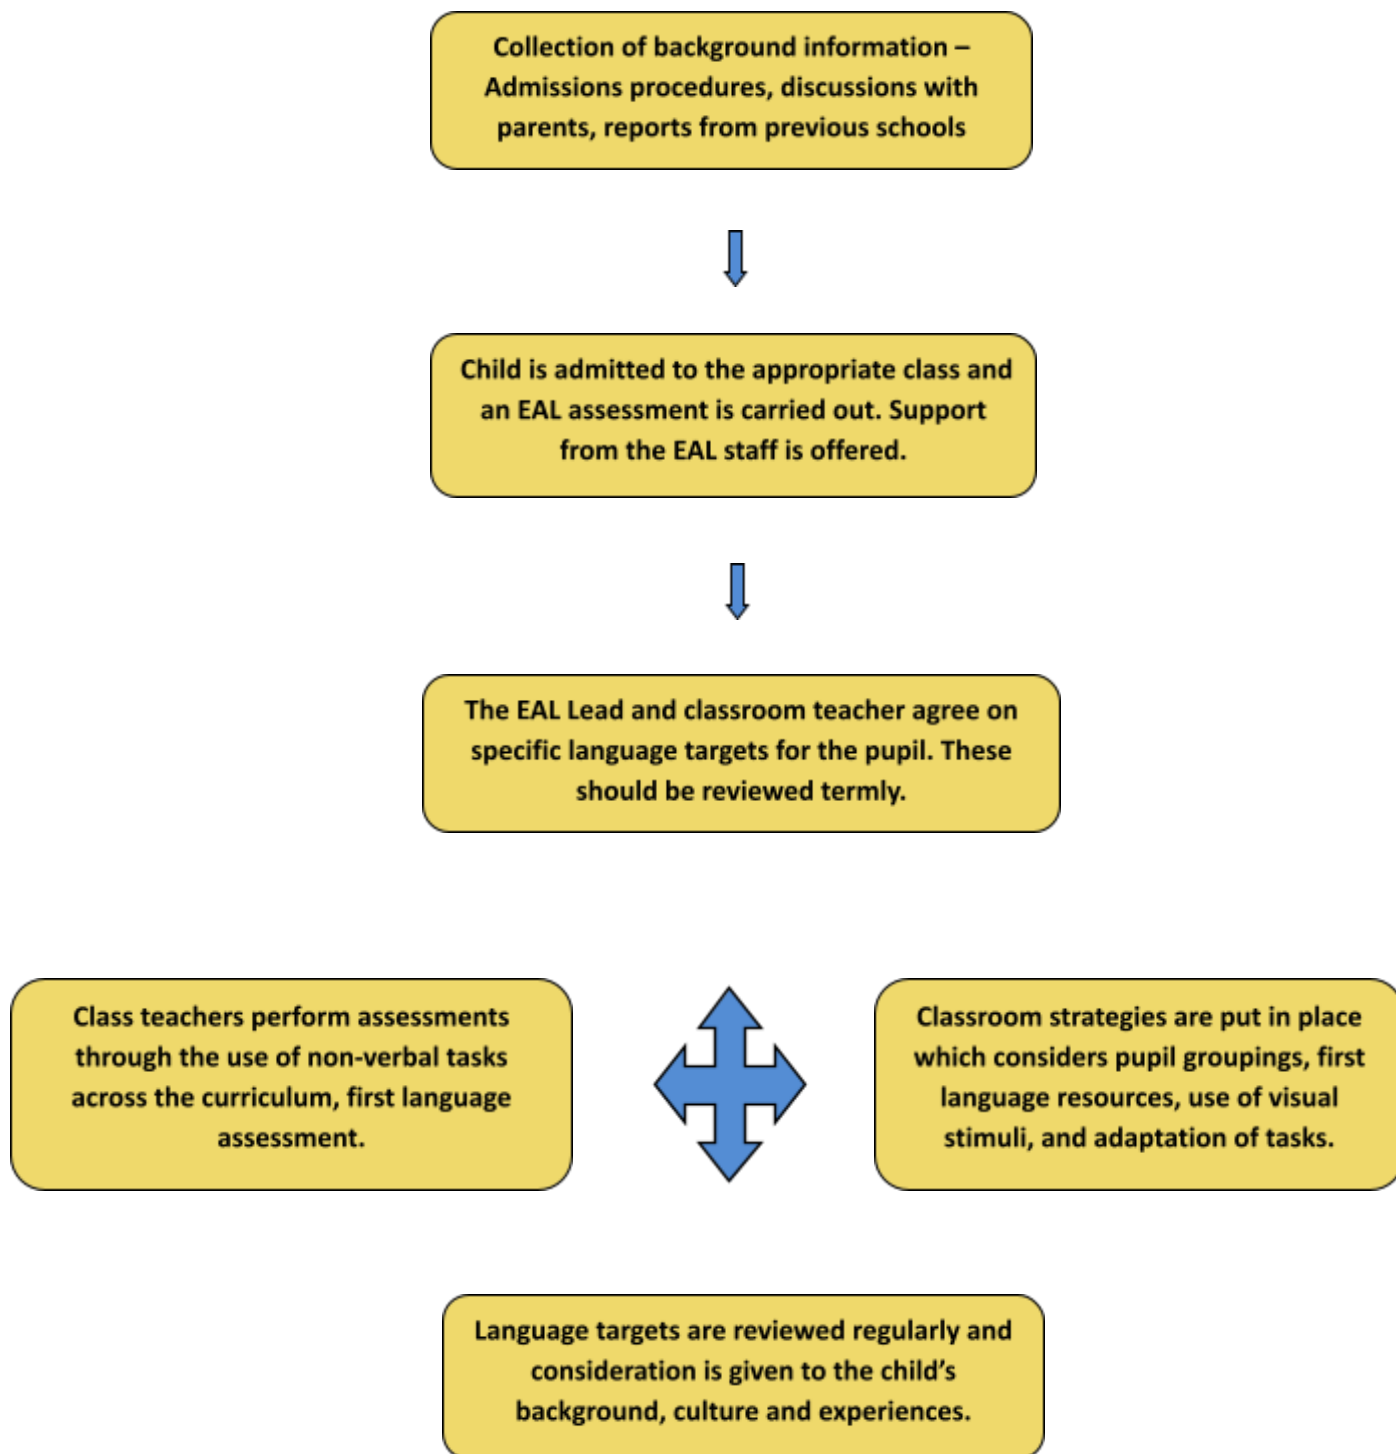 Collection of background information –
Admissions procedures, discussions with
parents, reports from previous schools
Child is admitted to the appropriate class and
an EAL assessment is carried out. Support
from the EAL staff is offered.
The EAL Lead and classroom teacher agree on
specific language targets for the pupil. These
should be reviewed termly.
Class teachers perform assessments
through the use of non-verbal tasks
across the curriculum, first language
assessment.
Classroom strategies are put in place
which considers pupil groupings, first
language resources, use of visual
stimuli, and adaptation of tasks.
Language targets are reviewed regularly and
consideration is given to the child’s
background, culture and experiences.